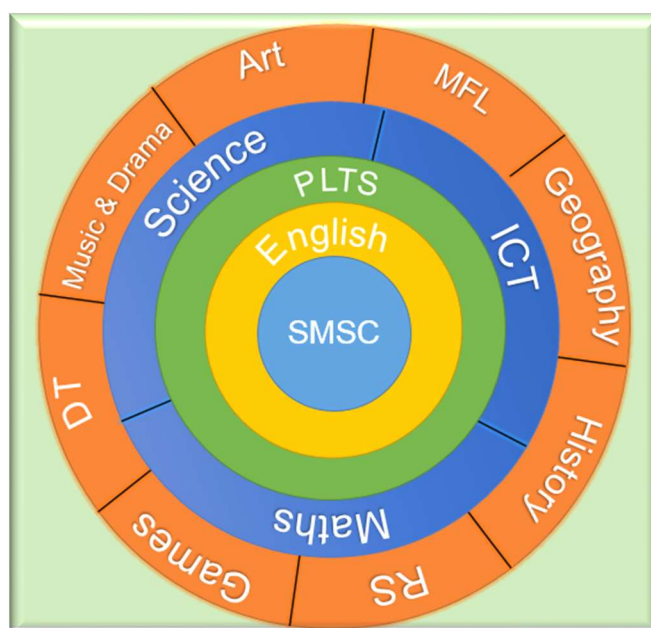 Art
MFL
Geography
History
RS
Games
DT
Music & Drama
Science
ICT
Maths
PLTS
English
SMSC